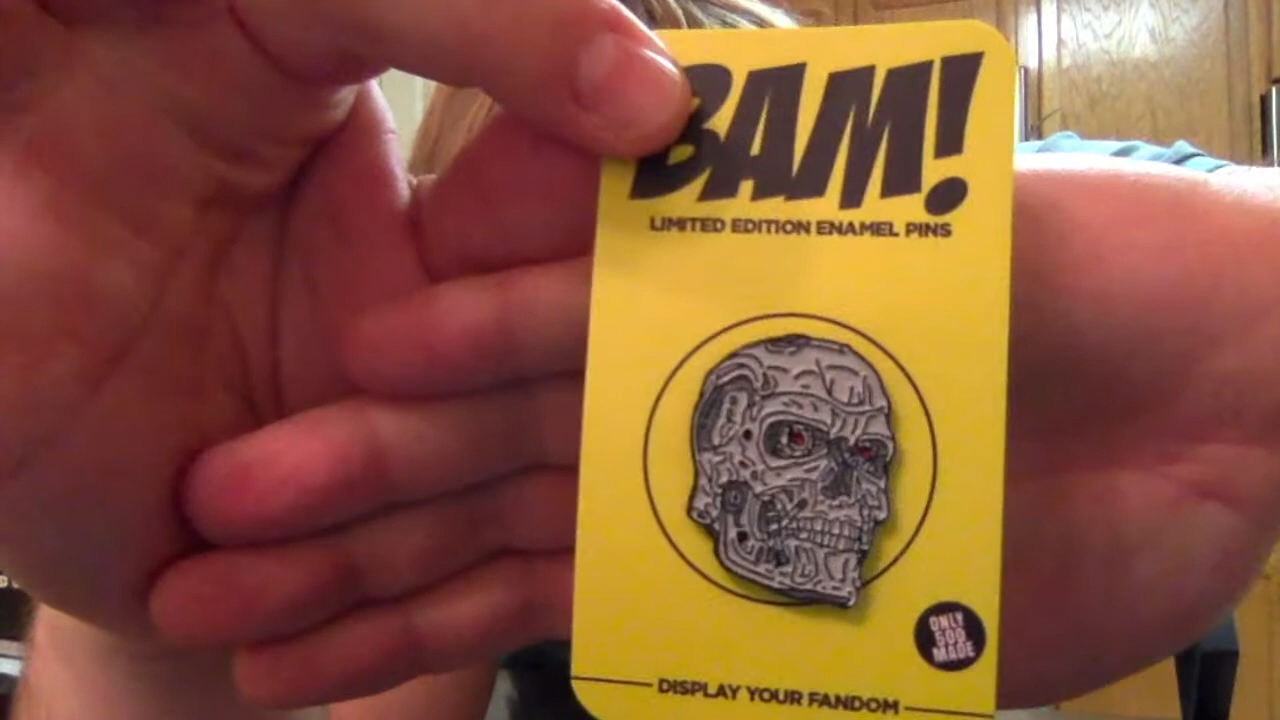 BAM!
LIMITED EDITION ENAMEL PINS
ONLY
500
MADE
DISPLAY YOUR FANDOM